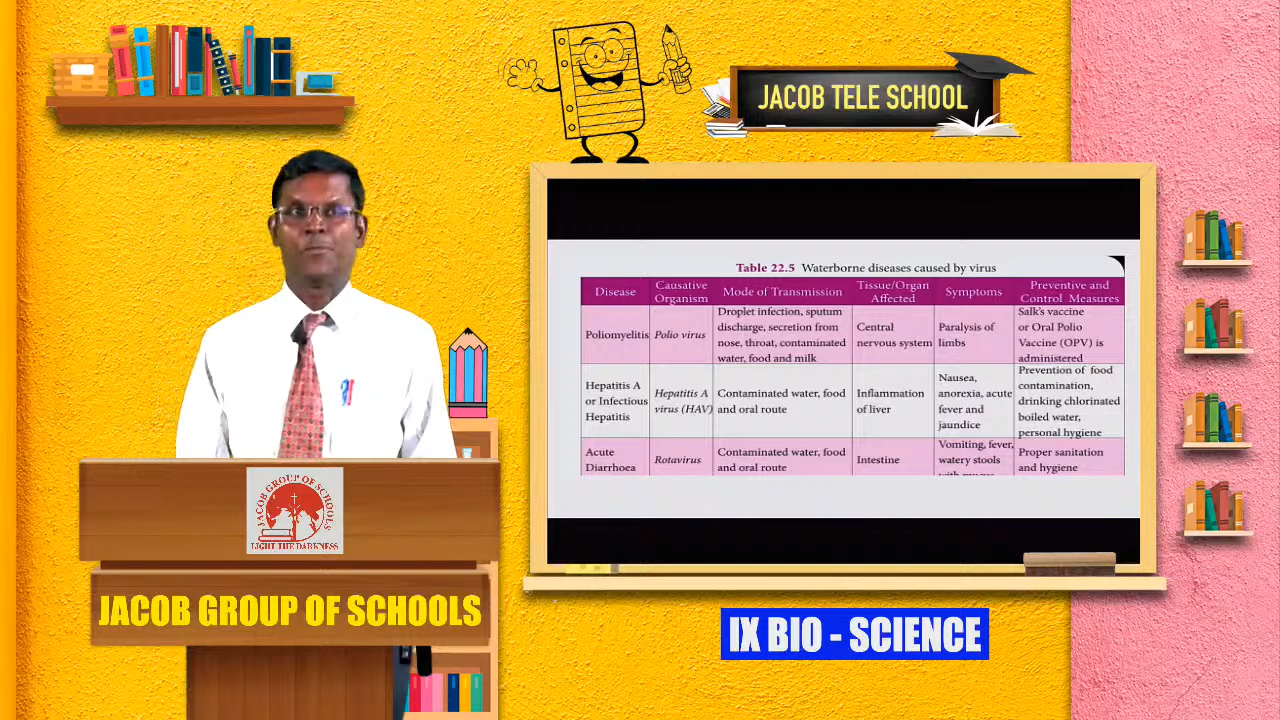 JACOB TELE SCHOOL
Table 22.5 Waterborne diseases caused by virus
Disease
Causative
Organism
Mode of Transmission
Tissue/Organ
Affected
Symptoms
Preventive and
Control Measures
Poliomyelitis
Polio virus
Droplet infection, sputum
discharge, secretion from
nose, throat, contaminated
water, food and milk
Central
nervous system
Paralysis of
limbs
Salk's vaccine
or Oral Polio
Vaccine (OPV) is
administered
Hepatitis A
or Infectious
Hepatitis
Hepatitis A
virus (HAV)
Contaminated water, food
and oral route
Inflammation
of liver
Nausea,
anorexia, acute
fever and
jaundice
Prevention of food
contamination,
drinking chlorinated
boiled water,
personal hygiene
Acute
Diarrhoea
Rotavirus
Contaminated water, food
and oral route
Intestine
Vomiting, fever,
watery stools
with mucus
Proper sanitation
and hygiene
JACOB GROUP OF SCHOOLS
LIGHT THE DARKNESS
JACOB GROUP OF SCHOOLS
IX BIO - SCIENCE